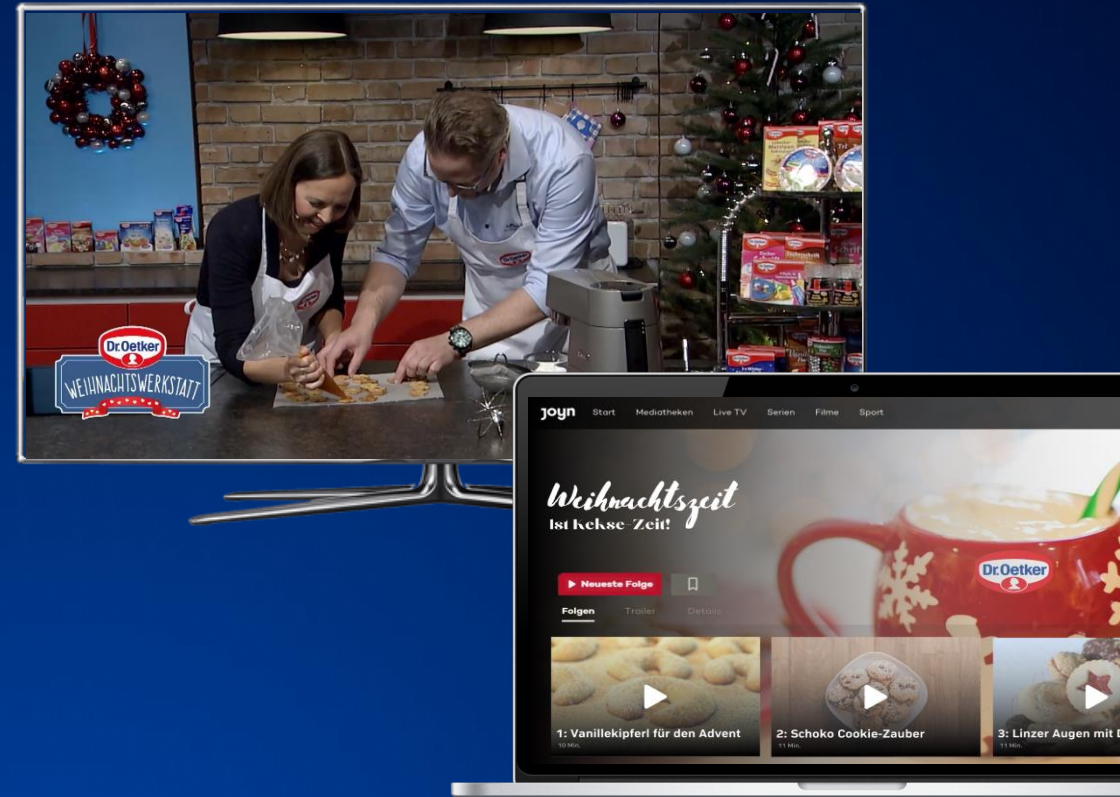 Dr.Oetker
WEIHNACHTSWERKSTATT
Joyn Start Mediatheken Live TV Serien Filme Sport
Weihnachtszeit
Ist Kekse-Zeit!
Dr.Oetker
Neueste Folge
Folgen Trailer Details
1: Vanillekipferl für den Advent
10 Min.
2: Schoko Cookie-Zauber
11 Min.
3: Linzer Augen mit D
11 Min.